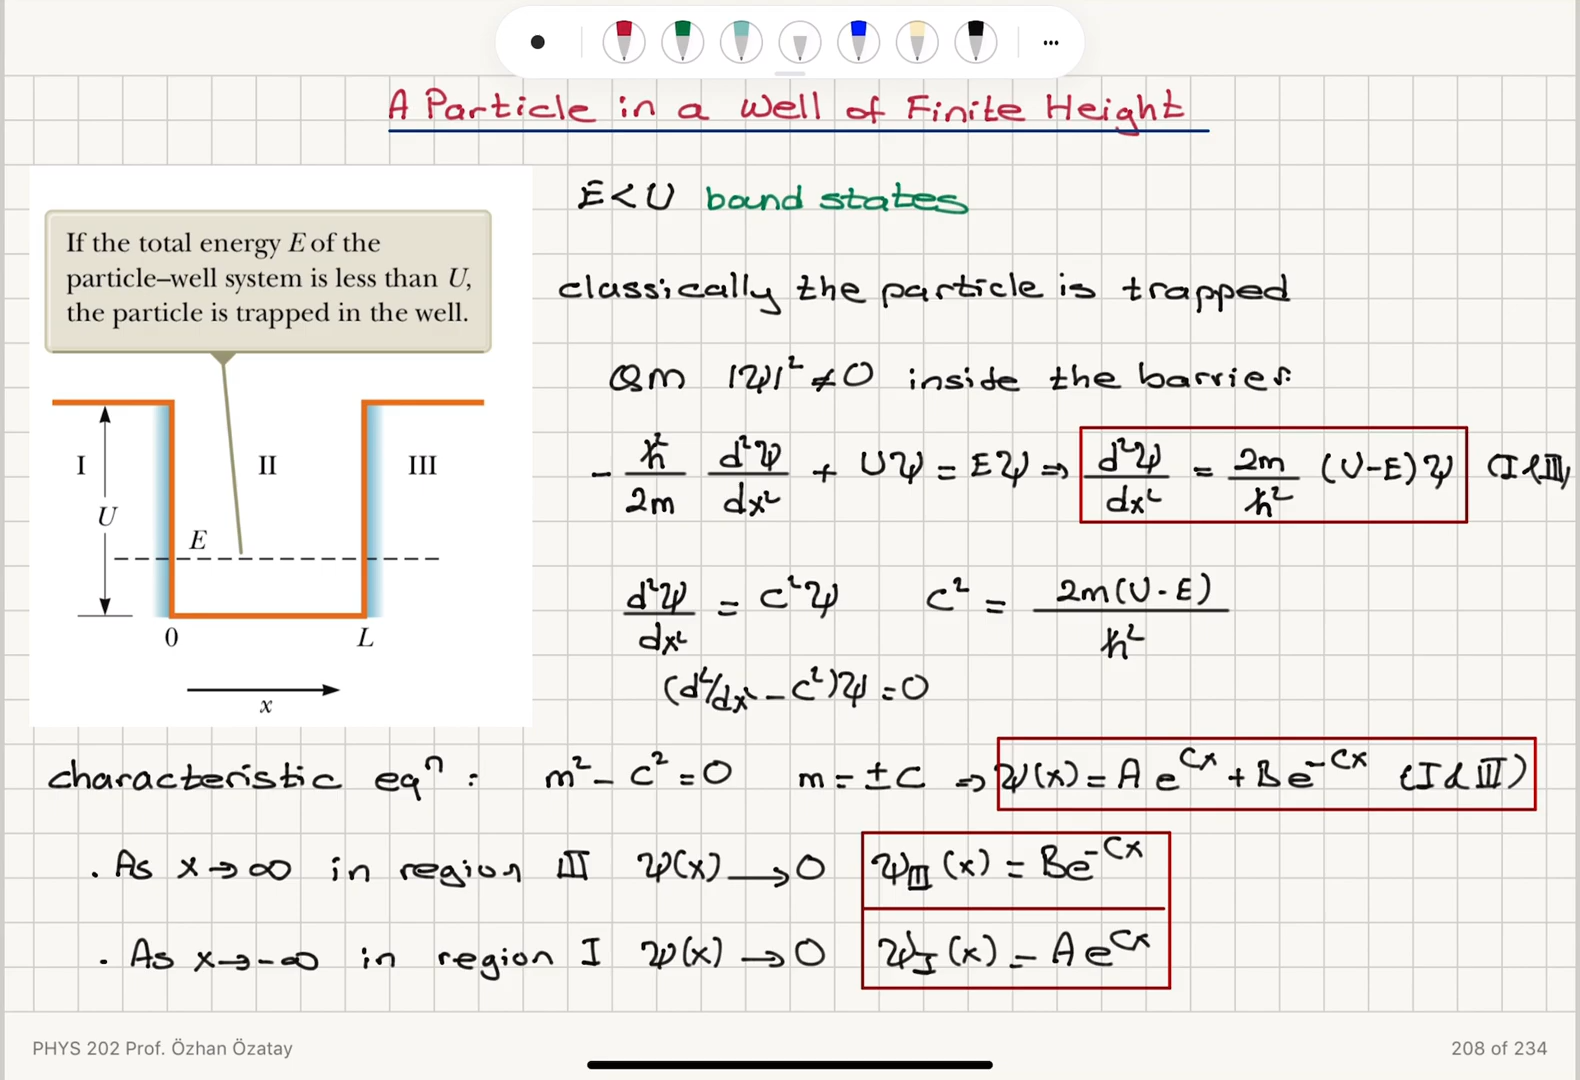 A Particle in a Well of Finite Height
If the total energy E of the
particle–well system is less than U,
the particle is trapped in the well.
I
II
III
U
E
0
L
x
E<U bound states
classically the particle is trapped
QM |ψ|² ≠ 0 inside the barrier.
- ħ²/2m d²ψ/dx² + Uψ = Eψ ⇒ d²ψ/dx² = 2m/ħ² (U-E)ψ (I & III)
d²ψ/dx² = C²ψ C² = 2m(U-E)/ħ²
(d²/dx² - C²)ψ = 0
characteristic eqⁿ : m² - C² = 0 m = ±C ⇒ ψ(x) = A e^{Cx} + B e^{-Cx} (I & III)
. As x → ∞ in region III ψ(x) → 0 ψ_III (x) = Be^{-Cx}
. As x → -∞ in region I ψ(x) → 0 ψ_I (x) = A e^{Cx}
PHYS 202 Prof. Özhan Özatay
208 of 234